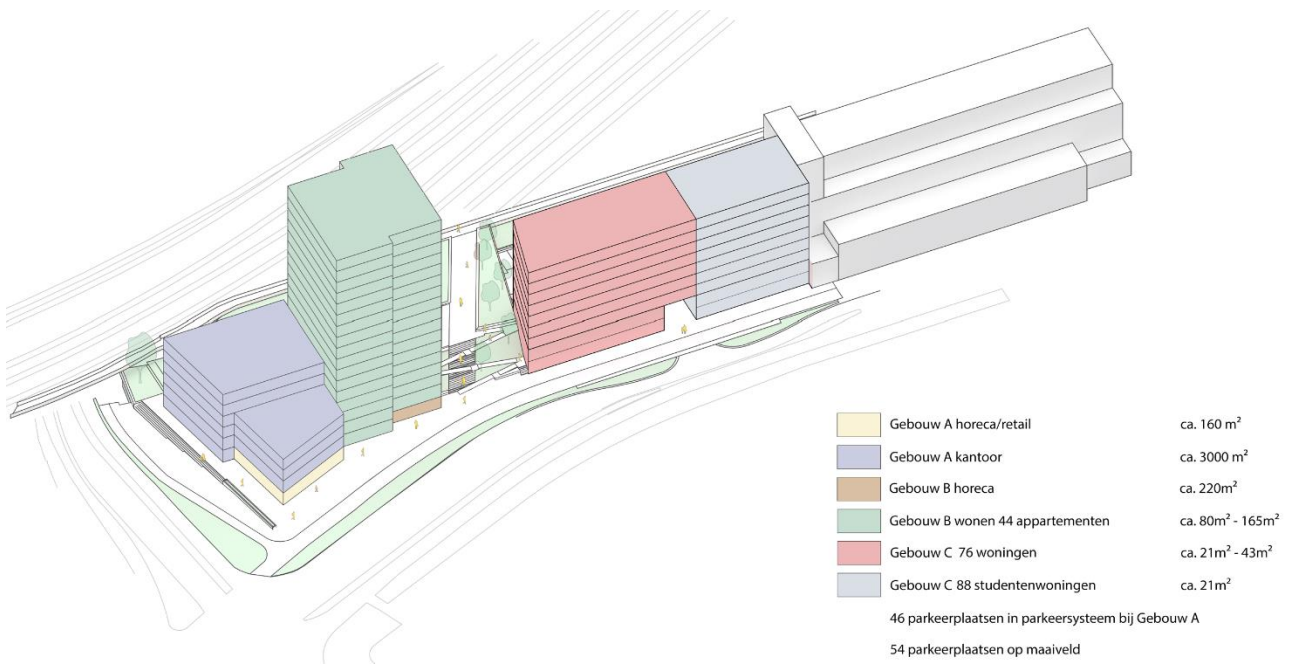 Gebouw A horeca/retail ca. 160 m²
Gebouw A kantoor ca. 3000 m²
Gebouw B horeca ca. 220m²
Gebouw B wonen 44 appartementen ca. 80m² - 165m²
Gebouw C 76 woningen ca. 21m² - 43m²
Gebouw C 88 studentenwoningen ca. 21m²
46 parkeerplaatsen in parkeersysteem bij Gebouw A
54 parkeerplaatsen op maaiveld